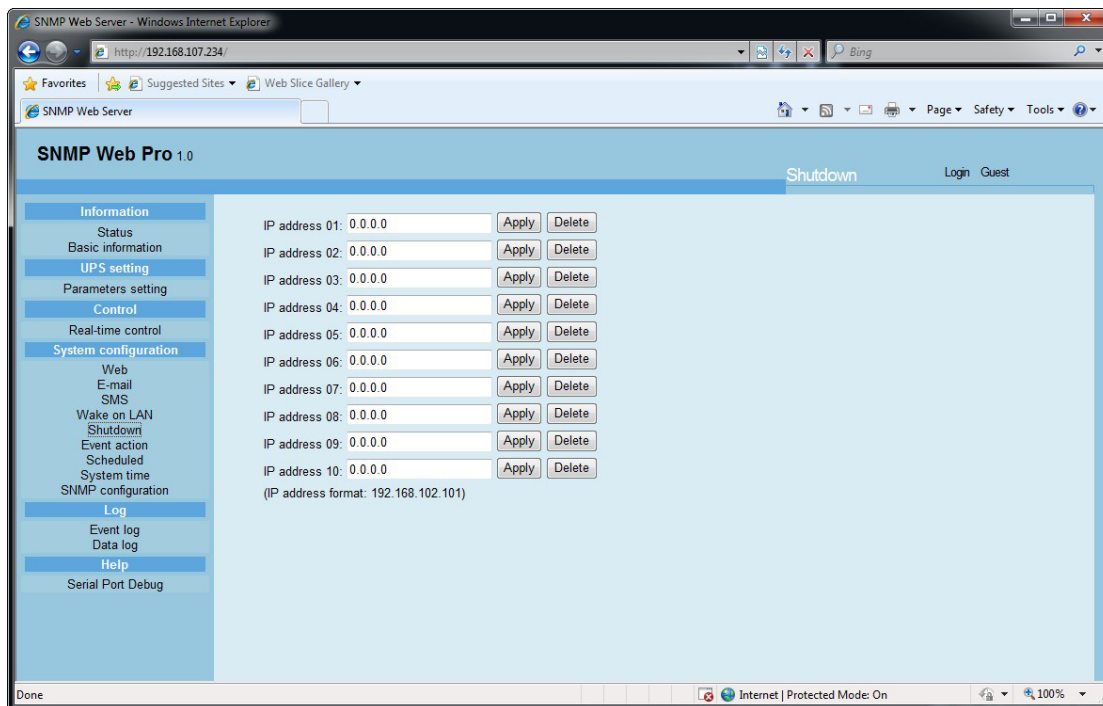 SNMP Web Server - Windows Internet Explorer
http://192.168.107.234/
Bing
Favorites Suggested Sites Web Slice Gallery
SNMP Web Server
Page Safety Tools
SNMP Web Pro 1.0
Shutdown Login Guest
Information
Status
Basic information
UPS setting
Parameters setting
Control
Real-time control
System configuration
Web
E-mail
SMS
Wake on LAN
Shutdown
Event action
Scheduled
System time
SNMP configuration
Log
Event log
Data log
Help
Serial Port Debug
IP address 01: 0.0.0.0 Apply Delete
IP address 02: 0.0.0.0 Apply Delete
IP address 03: 0.0.0.0 Apply Delete
IP address 04: 0.0.0.0 Apply Delete
IP address 05: 0.0.0.0 Apply Delete
IP address 06: 0.0.0.0 Apply Delete
IP address 07: 0.0.0.0 Apply Delete
IP address 08: 0.0.0.0 Apply Delete
IP address 09: 0.0.0.0 Apply Delete
IP address 10: 0.0.0.0 Apply Delete
(IP address format: 192.168.102.101)
Done Internet | Protected Mode: On 100%